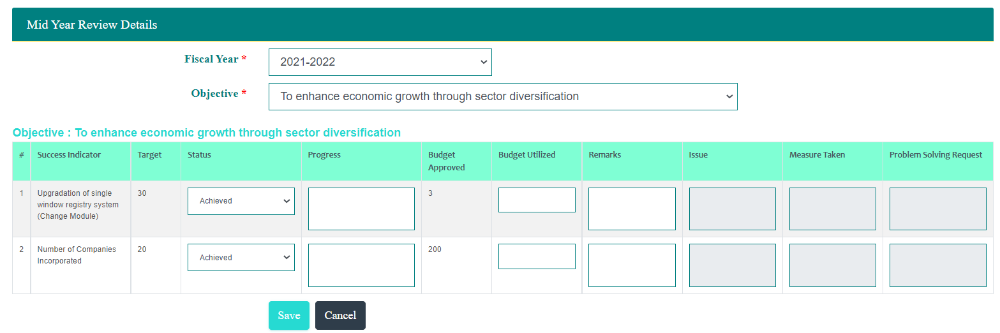 Mid Year Review Details
Fiscal Year *
2021-2022
Objective *
To enhance economic growth through sector diversification
Objective : To enhance economic growth through sector diversification
# Success Indicator Target Status Progress Budget Approved Budget Utilized Remarks Issue Measure Taken Problem Solving Request
1 Upgradation of single window registry system (Change Module) 30 Achieved 3
2 Number of Companies Incorporated 20 Achieved 200
Save Cancel